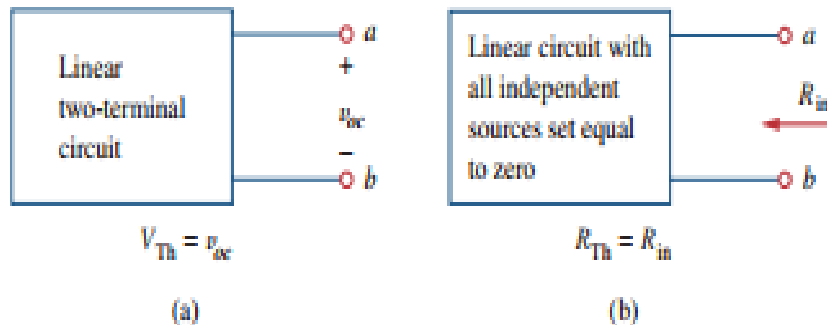 Linear
two-terminal
circuit
a
+
v_oc
−
b
V_Th = v_oc
(a)
Linear circuit with
all independent
sources set equal
to zero
a
R_in
b
R_Th = R_in
(b)